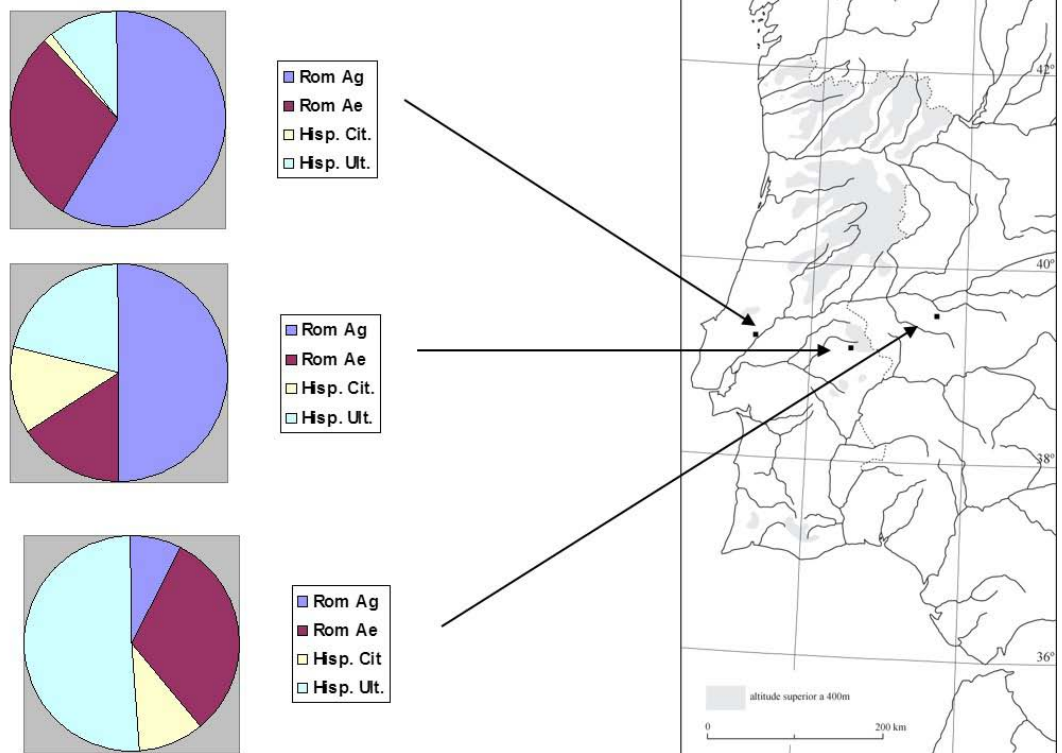 Rom Ag
Rom Ae
Hisp. Cit.
Hisp. Ult.
Rom Ag
Rom Ae
Hisp. Cit.
Hisp. Ult.
Rom Ag
Rom Ae
Hisp. Cit
Hisp. Ult.
42°
40°
38°
36°
altitude superior a 400m
0 200 km